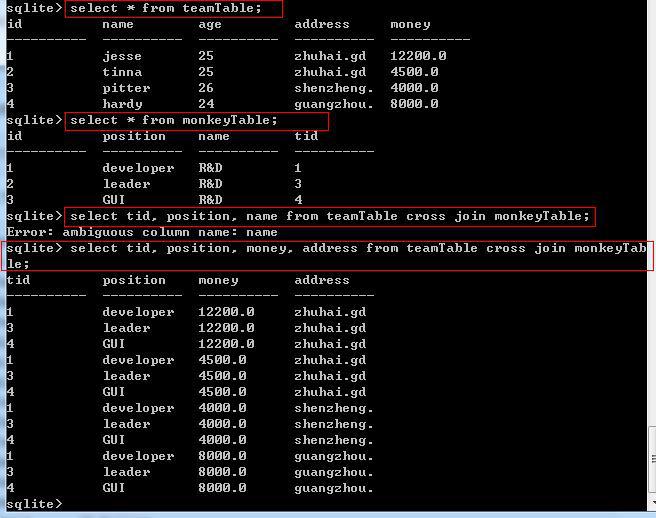 sqlite> select * from teamTable;
id name age address money
---------- ---------- ---------- ---------- ----------
1 jesse 25 zhuhai.gd 12200.0
2 tinna 25 zhuhai.gd 4500.0
3 pitter 26 shenzheng. 4000.0
4 hardy 24 guangzhou. 8000.0
sqlite> select * from monkeyTable;
id position name tid
---------- ---------- ---------- ----------
1 developer R&D 1
2 leader R&D 3
3 GUI R&D 4
sqlite> select tid, position, name from teamTable cross join monkeyTable;
Error: ambiguous column name: name
sqlite> select tid, position, money, address from teamTable cross join monkeyTab
le;
tid position money address
---------- ---------- ---------- ----------
1 developer 12200.0 zhuhai.gd
3 leader 12200.0 zhuhai.gd
4 GUI 12200.0 zhuhai.gd
1 developer 4500.0 zhuhai.gd
3 leader 4500.0 zhuhai.gd
4 GUI 4500.0 zhuhai.gd
1 developer 4000.0 shenzheng.
3 leader 4000.0 shenzheng.
4 GUI 4000.0 shenzheng.
1 developer 8000.0 guangzhou.
3 leader 8000.0 guangzhou.
4 GUI 8000.0 guangzhou.
sqlite>